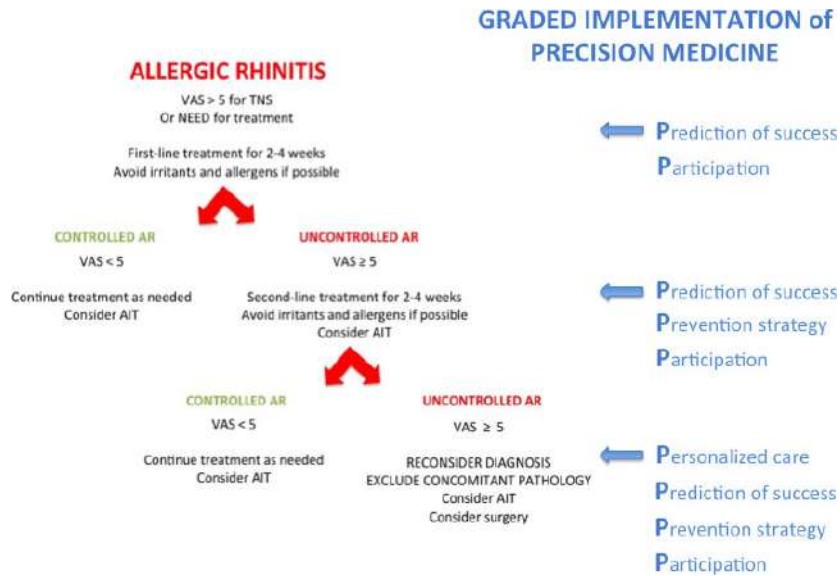 GRADED IMPLEMENTATION of
PRECISION MEDICINE
ALLERGIC RHINITIS
VAS > 5 for TNS
Or NEED for treatment
First-line treatment for 2-4 weeks
Avoid irritants and allergens if possible
Prediction of success
Participation
CONTROLLED AR
VAS < 5
Continue treatment as needed
Consider AIT
UNCONTROLLED AR
VAS ≥ 5
Second-line treatment for 2-4 weeks
Avoid irritants and allergens if possible
Consider AIT
Prediction of success
Prevention strategy
Participation
CONTROLLED AR
VAS < 5
Continue treatment as needed
Consider AIT
UNCONTROLLED AR
VAS ≥ 5
RECONSIDER DIAGNOSIS
EXCLUDE CONCOMITANT PATHOLOGY
Consider AIT
Consider surgery
Personalized care
Prediction of success
Prevention strategy
Participation